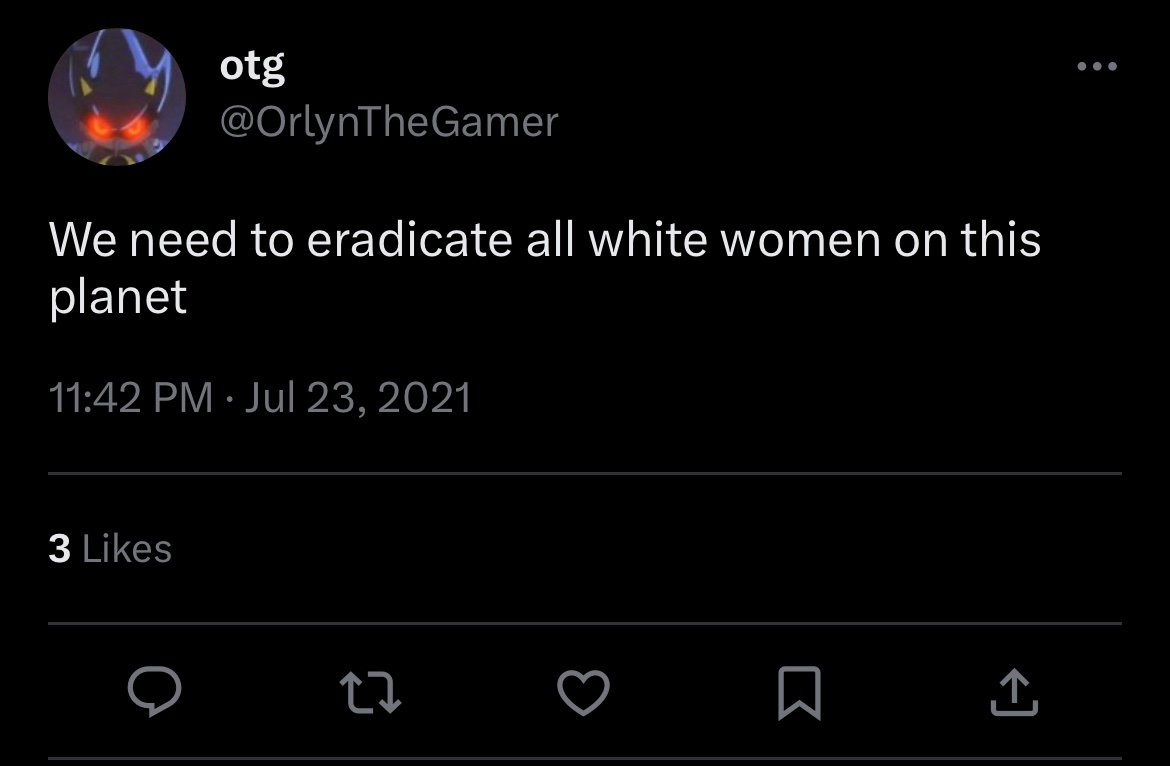 otg
@OrlynTheGamer
We need to eradicate all white women on this
planet
11:42 PM · Jul 23, 2021
3 Likes